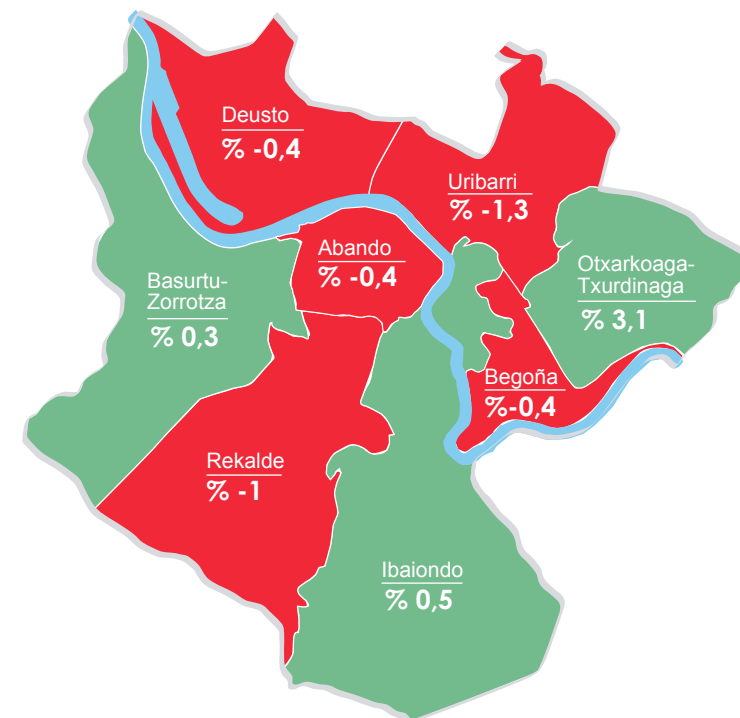 Deusto
% -0,4
Uribarri
% -1,3
Abando
% -0,4
Otxarkoaga-
Txurdinaga
% 3,1
Basurtu-
Zorrotza
% 0,3
Begoña
%-0,4
Rekalde
% -1
Ibaiondo
% 0,5